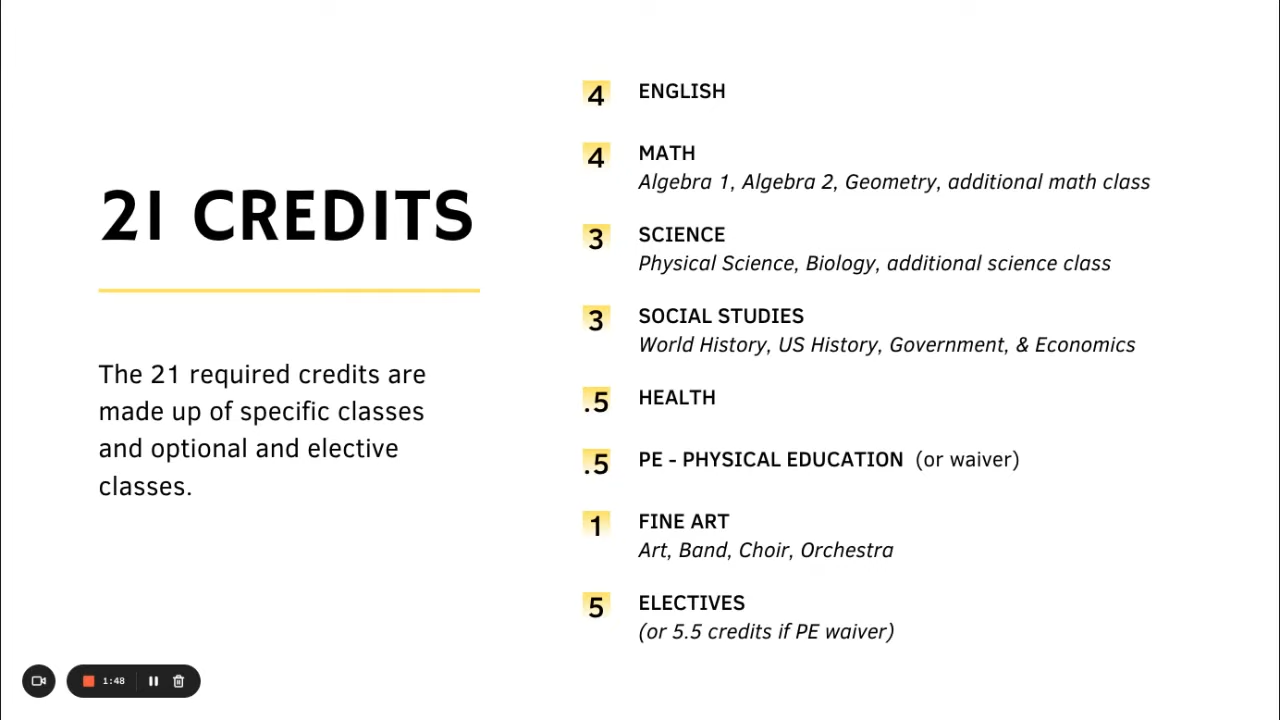 21 CREDITS
The 21 required credits are
made up of specific classes
and optional and elective
classes.
4 ENGLISH
4 MATH
Algebra 1, Algebra 2, Geometry, additional math class
3 SCIENCE
Physical Science, Biology, additional science class
3 SOCIAL STUDIES
World History, US History, Government, & Economics
.5 HEALTH
.5 PE - PHYSICAL EDUCATION (or waiver)
1 FINE ART
Art, Band, Choir, Orchestra
5 ELECTIVES
(or 5.5 credits if PE waiver)
1:48